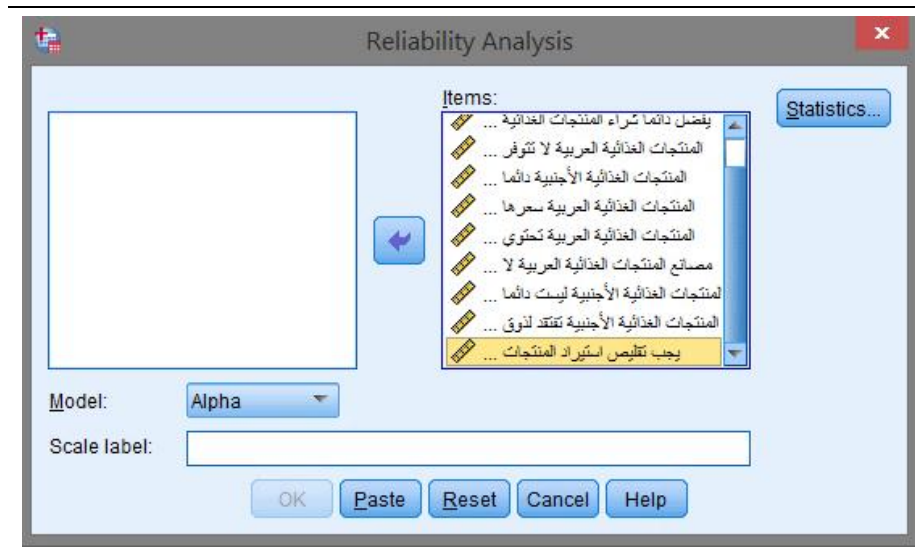 Reliability Analysis
Items:
يفضل دائما شراء المنتجات الغذائية ...
المنتجات الغذائية العربية لا تتوفر ...
المنتجات الغذائية الأجنبية دائما ...
المنتجات الغذائية العربية سعرها ...
المنتجات الغذائية العربية تحتوي ...
مصانع المنتجات الغذائية العربية لا ...
المنتجات الغذائية الأجنبية ليست دائما ...
المنتجات الغذائية الأجنبية تفتقد لذوق ...
يجب تقليص استيراد المنتجات ...
Statistics...
Model: Alpha
Scale label:
OK Paste Reset Cancel Help